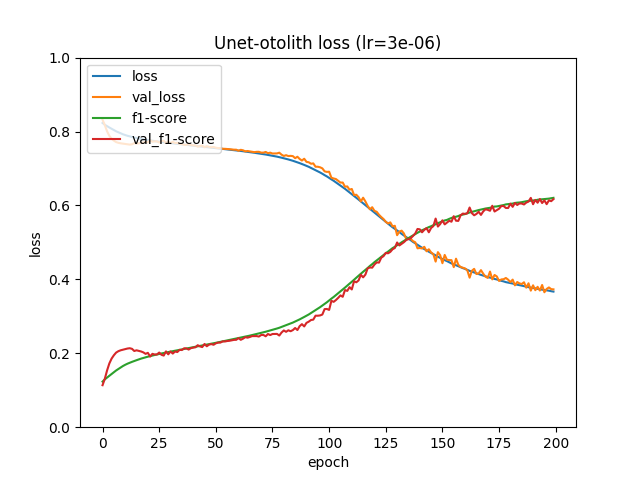 Unet-otolith loss (lr=3e-06)
1.0
0.8
0.6
0.4
0.2
0.0
loss
loss
val_loss
f1-score
val_f1-score
0 25 50 75 100 125 150 175 200
epoch